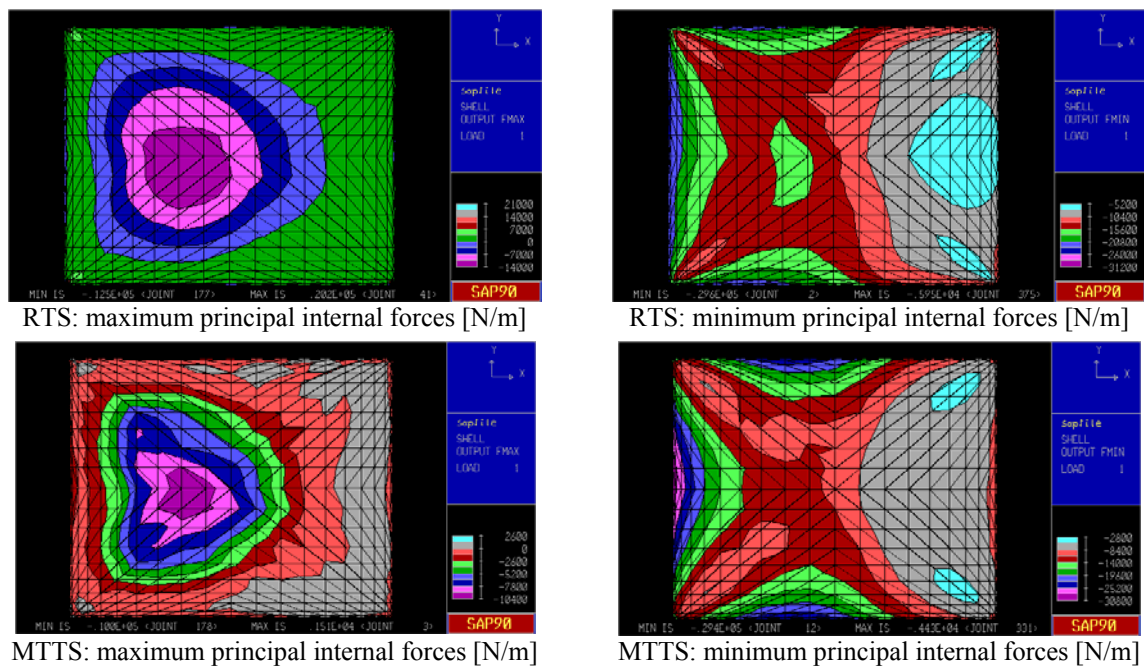 Y
X
sapfile
SHELL
OUTPUT FMAX
LOAD 1
21000
14000
7000
0
-7000
-14000
MIN IS -.125E+05 <JOINT 177> MAX IS .202E+05 <JOINT 41>
SAP90
RTS: maximum principal internal forces [N/m]
Y
X
sapfile
SHELL
OUTPUT FMIN
LOAD 1
-5200
-10400
-15600
-20800
-26000
-31200
MIN IS -.296E+05 <JOINT 2> MAX IS -.595E+04 <JOINT 375>
SAP90
RTS: minimum principal internal forces [N/m]
Y
X
sapfile
SHELL
OUTPUT FMAX
LOAD 1
2600
0
-2600
-5200
-7800
-10400
MIN IS -.100E+05 <JOINT 178> MAX IS .151E+04 <JOINT 3>
SAP90
MTTS: maximum principal internal forces [N/m]
Y
X
sapfile
SHELL
OUTPUT FMIN
LOAD 1
-2800
-8400
-14000
-19600
-25200
-30800
MIN IS -.294E+05 <JOINT 12> MAX IS -.443E+04 <JOINT 331>
SAP90
MTTS: minimum principal internal forces [N/m]